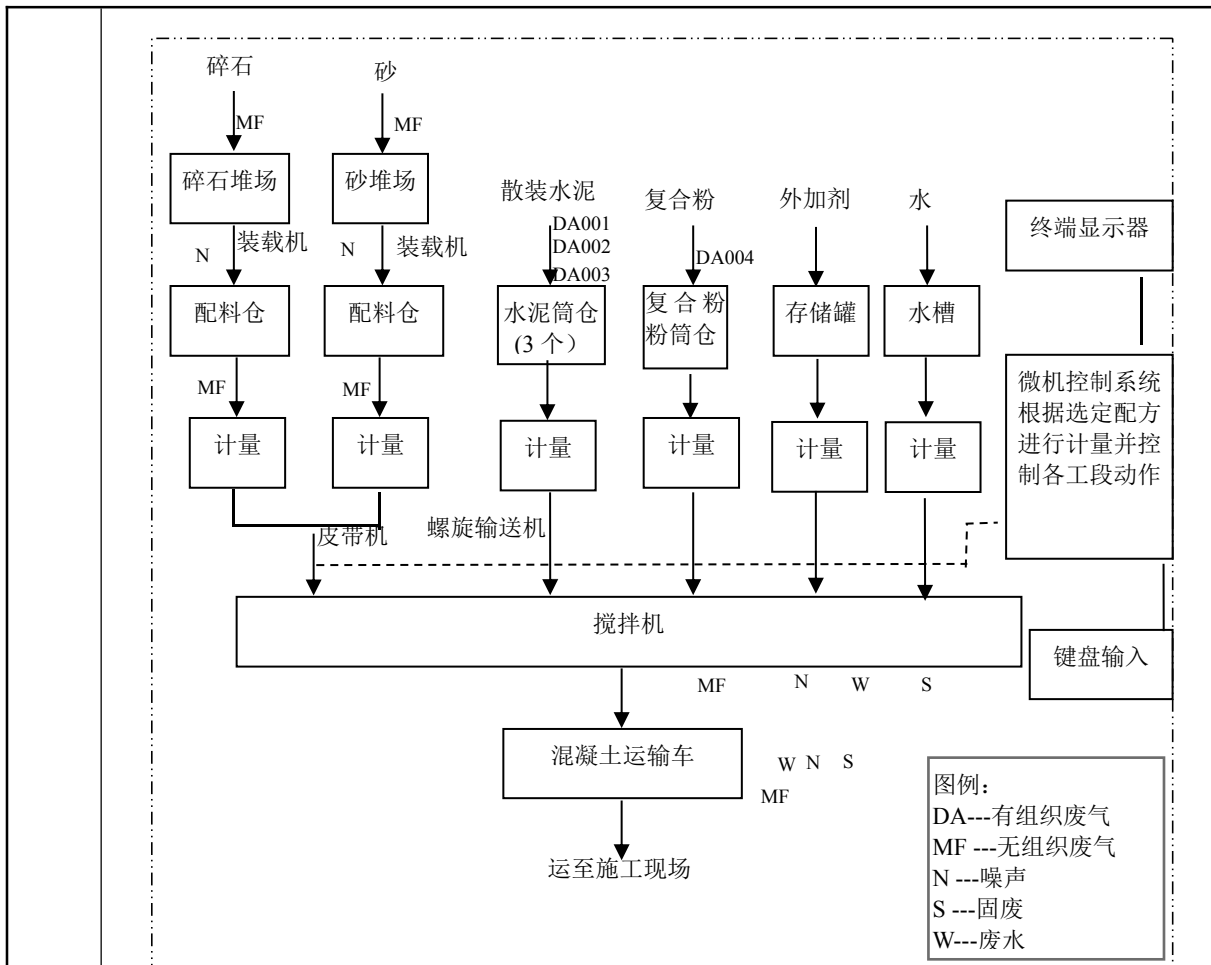 碎石
砂
MF
MF
碎石堆场
砂堆场
散装水泥
复合粉
外加剂
水
终端显示器
DA001
DA002
DA003
DA004
N
装载机
N
装载机
配料仓
配料仓
水泥筒仓
(3 个）
复 合 粉
粉筒仓
存储罐
水槽
微机控制系统
根据选定配方
进行计量并控
制各工段动作
MF
MF
计量
计量
计量
计量
计量
计量
皮带机
螺旋输送机
搅拌机
键盘输入
MF
N
W
S
混凝土运输车
W N S
MF
运至施工现场
图例：
DA---有组织废气
MF ---无组织废气
N ---噪声
S ---固废
W---废水